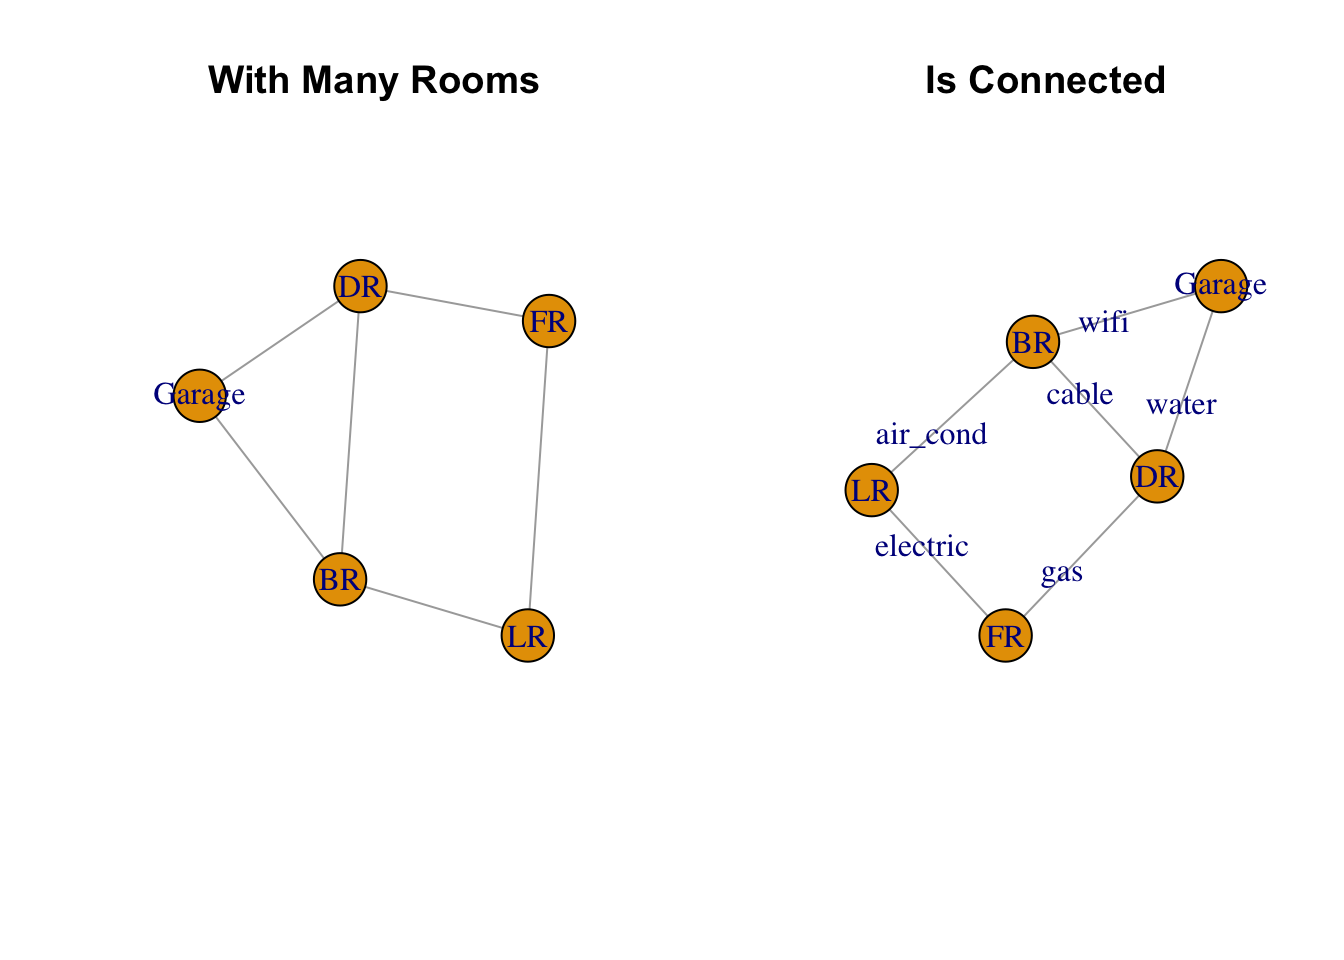 With Many Rooms
DR
FR
Garage
BR
LR
Is Connected
Garage
wifi
BR
cable
water
air_cond
DR
LR
electric
gas
FR